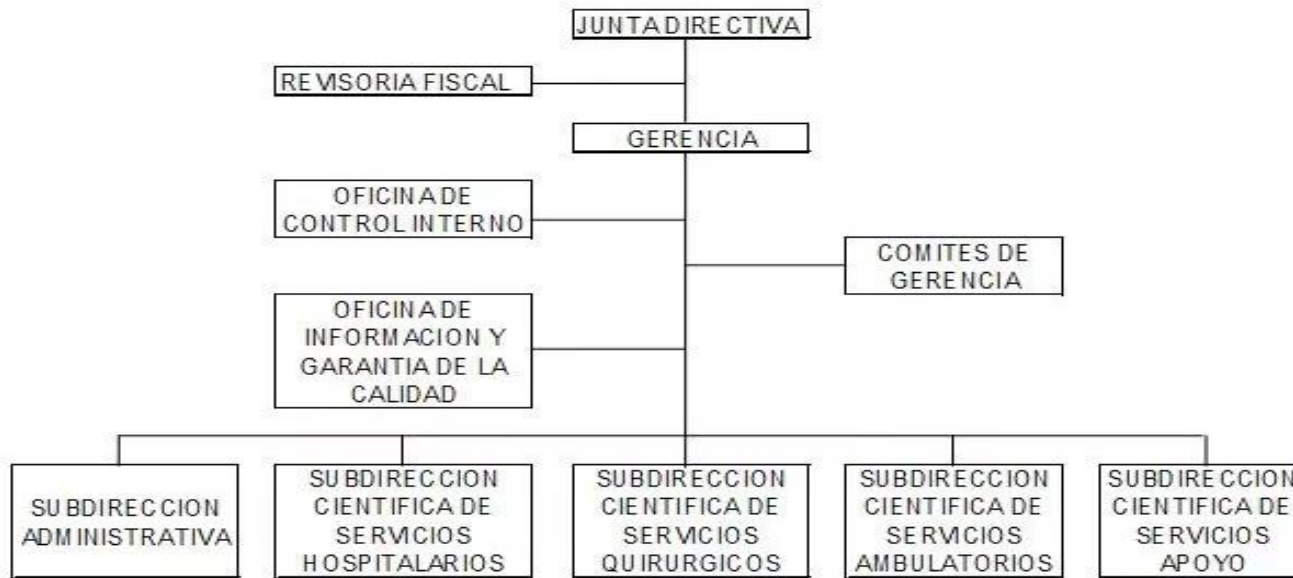 JUNTA DIRECTIVA
REVISORIA FISCAL
GERENCIA
OFICINA DE
CONTROL INTERNO
COMITES DE
GERENCIA
OFICINA DE
INFORMACION Y
GARANTIA DE LA
CALIDAD
SUBDIRECCION
ADMINISTRATIVA
SUBDIRECCION
CIENTIFICA DE
SERVICIOS
HOSPITALARIOS
SUBDIRECCION
CIENTIFICA DE
SERVICIOS
QUIRURGICOS
SUBDIRECCION
CIENTIFICA DE
SERVICIOS
AMBULATORIOS
SUBDIRECCION
CIENTIFICA DE
SERVICIOS
APOYO